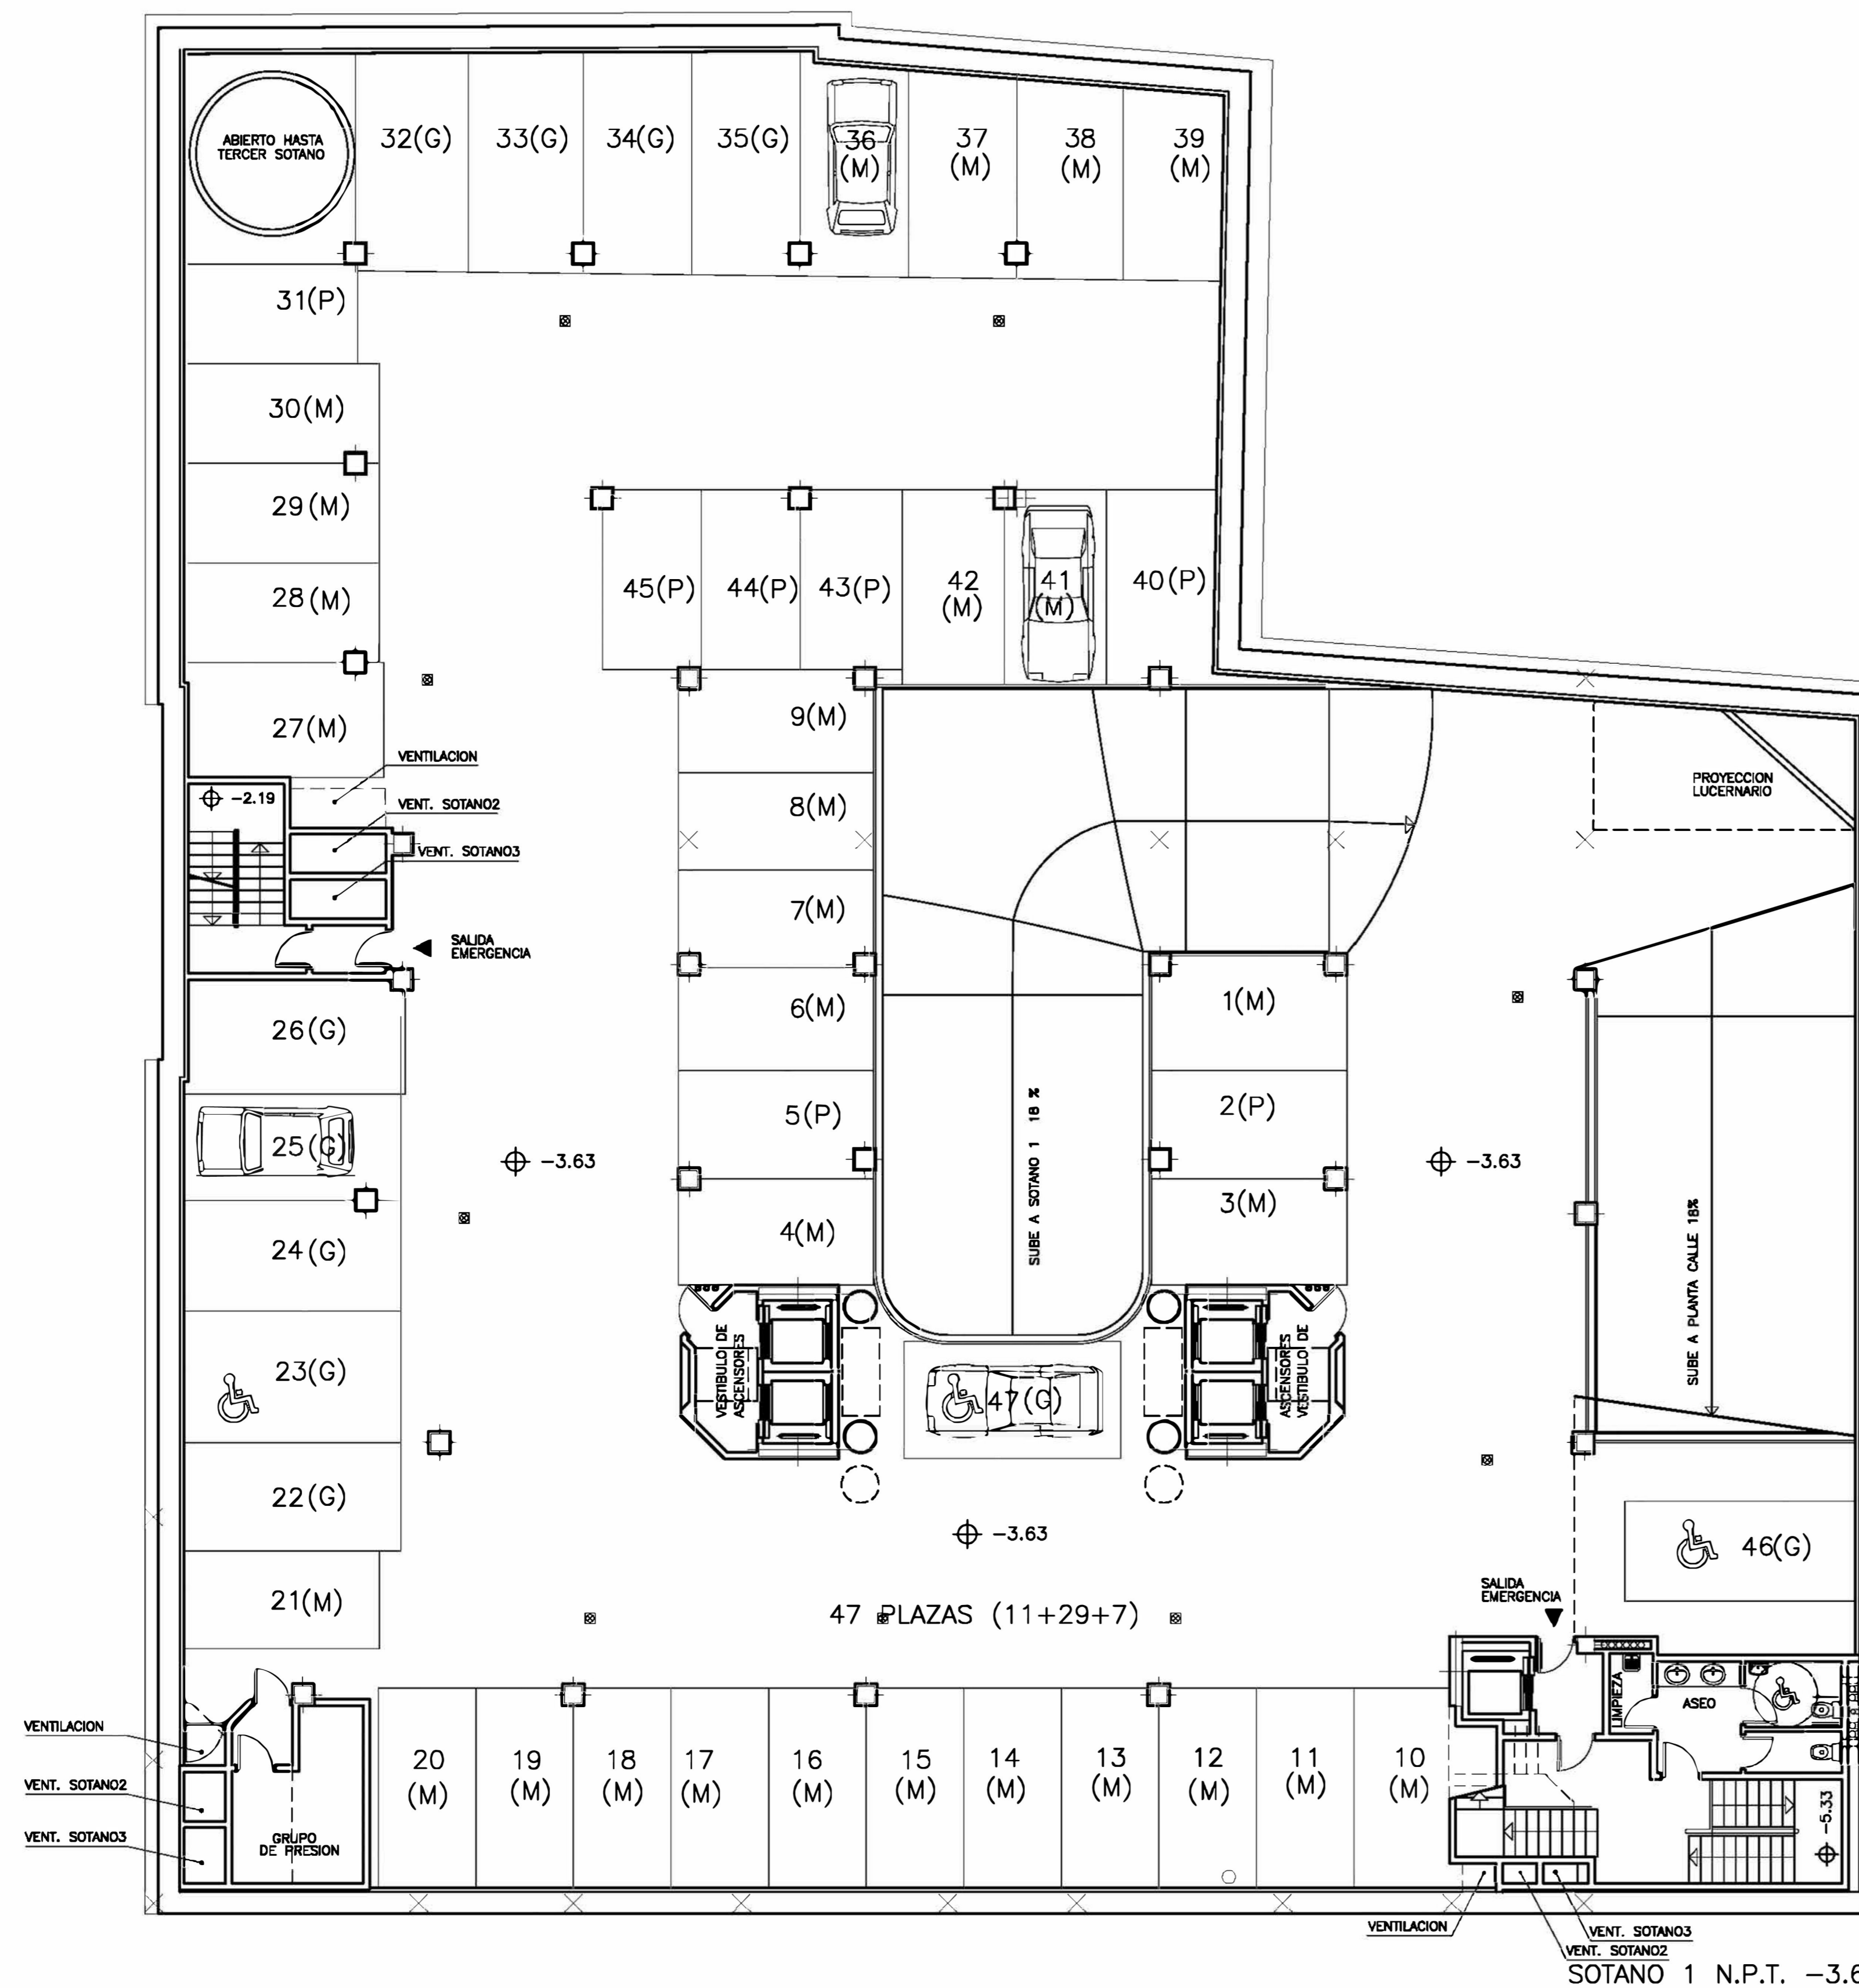 ABIERTO HASTA
TERCER SOTANO
32(G)
33(G)
34(G)
35(G)
36
(M)
37
(M)
38
(M)
39
(M)
31(P)
30(M)
29(M)
28(M)
27(M)
45(P)
44(P)
43(P)
42
(M)
41
(M)
40(P)
9(M)
8(M)
7(M)
6(M)
5(P)
4(M)
VENTILACION
-2.19
VENT. SOTANO2
VENT. SOTANO3
SALIDA
EMERGENCIA
PROYECCION
LUCERNARIO
1(M)
2(P)
3(M)
26(G)
25(G)
24(G)
23(G)
22(G)
21(M)
-3.63
-3.63
SUBE A SOTANO 1 18 %
SUBE A PLANTA CALLE 18%
VESTIBULO DE
ASCENSORES
47(G)
ASCENSORES
VESTIBULO DE
-3.63
46(G)
SALIDA
EMERGENCIA
47 PLAZAS (11+29+7)
LIMPIEZA
ASEO
VENTILACION
VENT. SOTANO2
VENT. SOTANO3
GRUPO
DE PRESION
20
(M)
19
(M)
18
(M)
17
(M)
16
(M)
15
(M)
14
(M)
13
(M)
12
(M)
11
(M)
10
(M)
-5.33
VENTILACION
VENT. SOTANO3
VENT. SOTANO2
SOTANO 1 N.P.T. -3.6